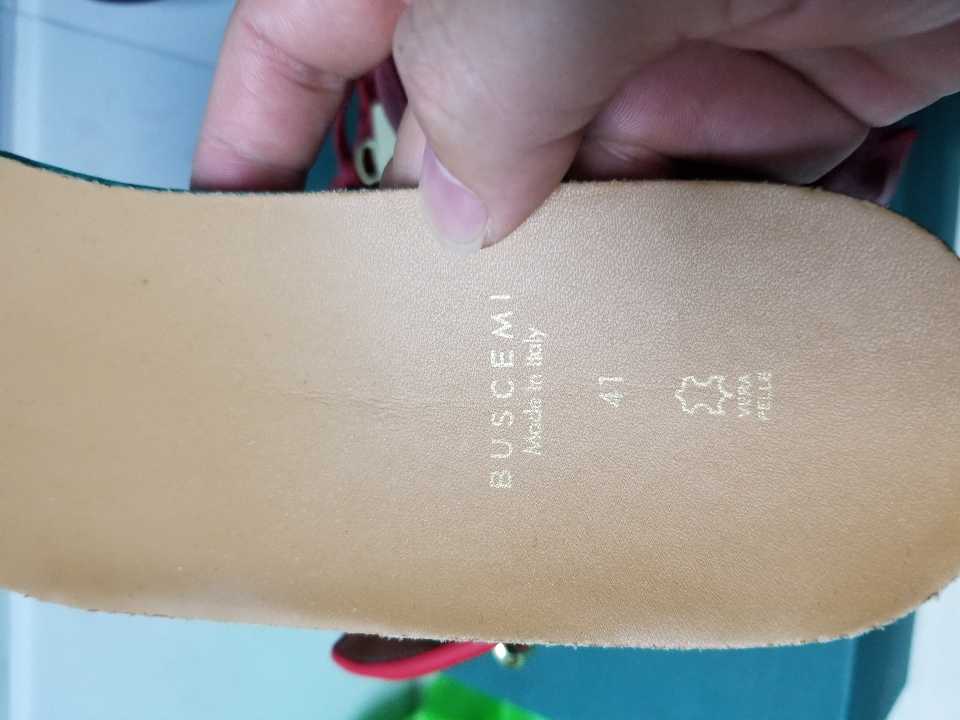 BUSCEMI
Made in Italy
41
VERA
PELLE